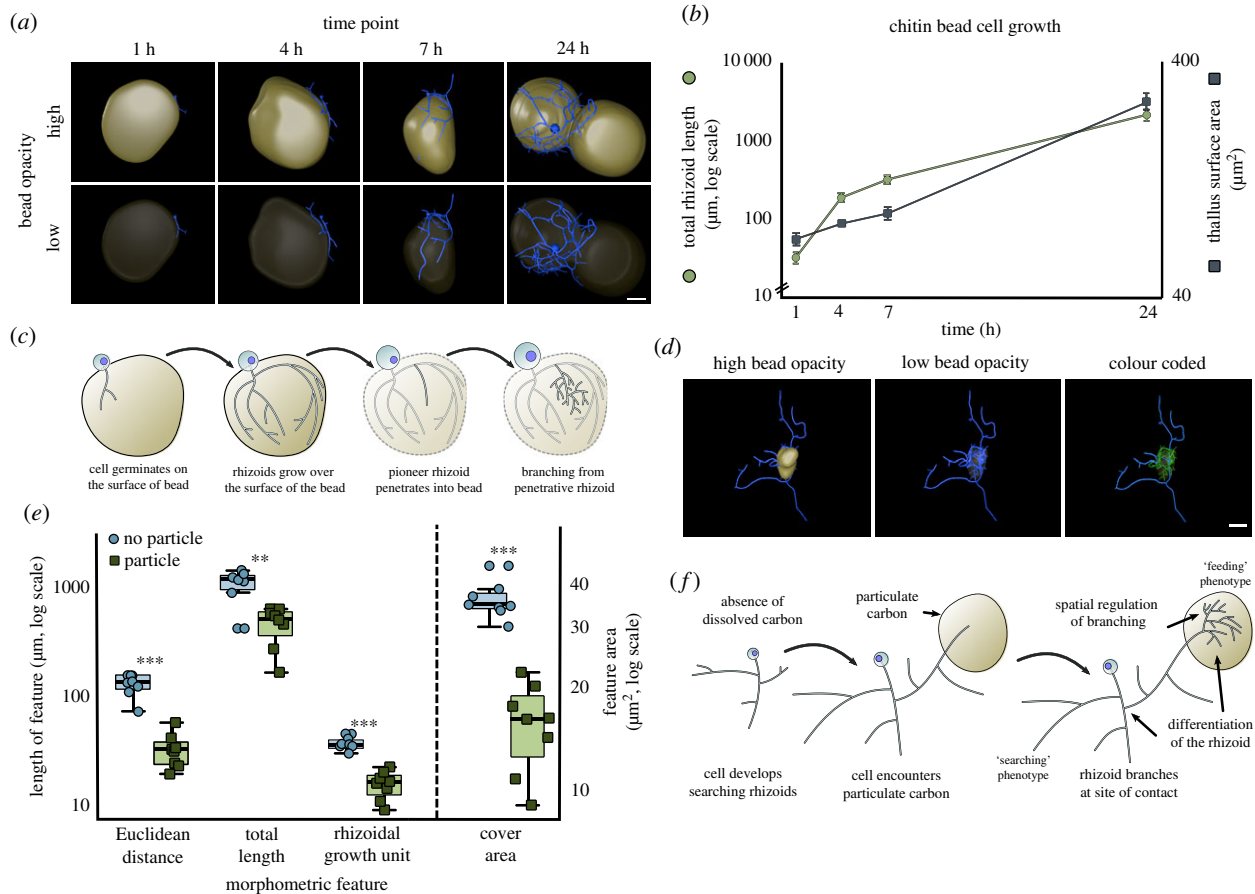 (a)
time point
1 h
4 h
7 h
24 h
bead opacity
high
low
(b)
chitin bead cell growth
total rhizoid length
(µm, log scale)
10 000
1000
100
10
1
4
7
24
time (h)
400
40
thallus surface area
(µm²)
(c)
cell germinates on
the surface of bead
rhizoids grow over
the surface of the bead
pioneer rhizoid
penetrates into bead
branching from
penetrative rhizoid
(d)
high bead opacity
low bead opacity
colour coded
(e)
no particle
particle
length of feature (µm, log scale)
1000
100
10
***
**
***
***
40
30
20
10
feature area
(µm², log scale)
Euclidean
distance
total
length
rhizoidal
growth unit
cover
area
morphometric feature
(f)
absence of
dissolved carbon
particulate
carbon
spatial regulation
of branching
'feeding'
phenotype
cell develops
searching rhizoids
cell encounters
particulate carbon
'searching'
phenotype
rhizoid branches
at site of contact
differentiation
of the rhizoid